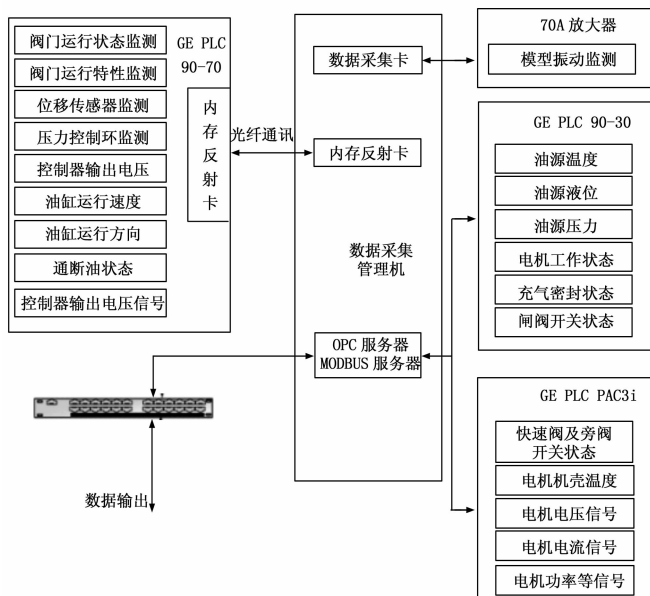 GE PLC
90-70
阀门运行状态监测
阀门运行特性监测
位移传感器监测
压力控制环监测
控制器输出电压
油缸运行速度
油缸运行方向
通断油状态
控制器输出电压信号
内
存
反
射
卡
光纤通讯
数据采集卡
内存反射卡
数据采集
管理机
OPC 服务器
MODBUS 服务器
数据输出
70A 放大器
模型振动监测
GE PLC 90-30
油源温度
油源液位
油源压力
电机工作状态
充气密封状态
闸阀开关状态
GE PLC PAC3i
快速阀及旁阀
开关状态
电机机壳温度
电机电压信号
电机电流信号
电机功率等信号